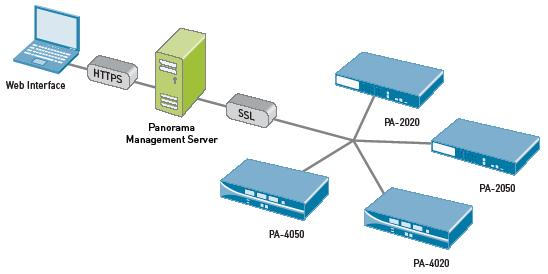 HTTPS
Web Interface
SSL
Panorama
Management Server
PA-2020
PA-2050
PA-4050
PA-4020